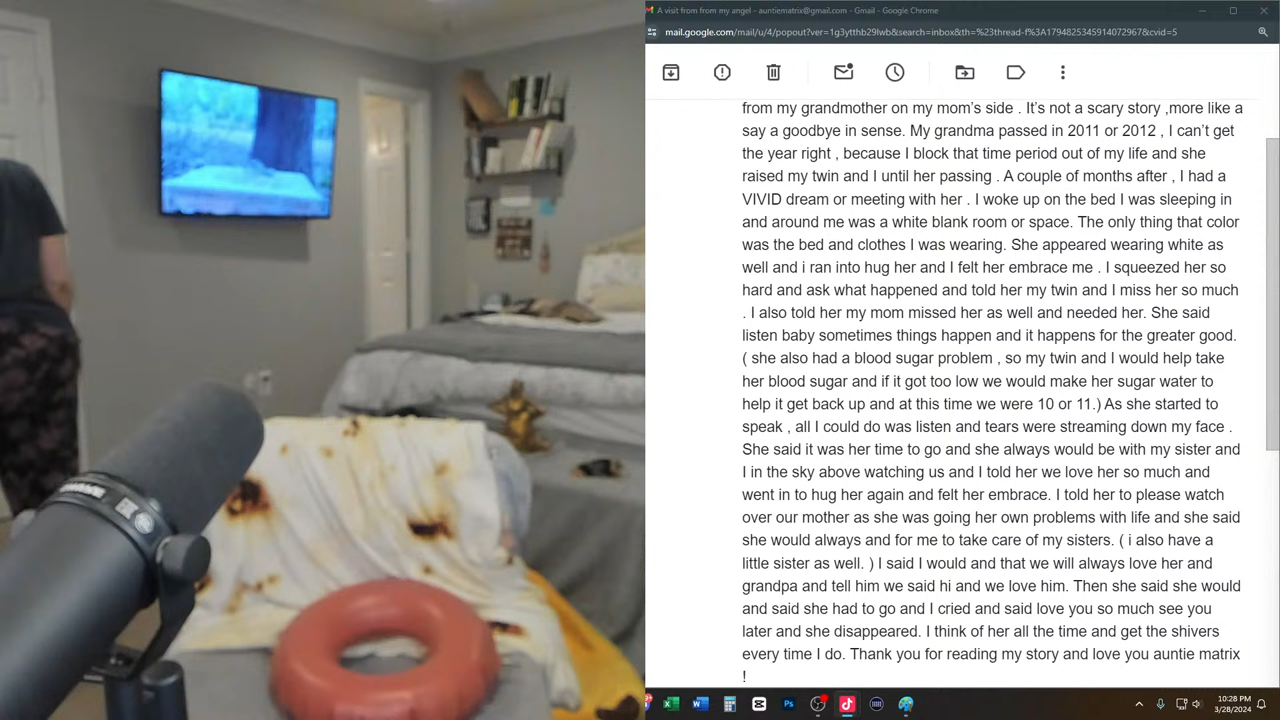 A visit from from my angel - auntiematrix@gmail.com - Gmail - Google Chrome
mail.google.com/mail/u/4/popout?ver=1g3ytthb29lwb&search=inbox&th=%23thread-f%3A1794825345914072967&cvid=5
from my grandmother on my mom’s side . It’s not a scary story ,more like a
say a goodbye in sense. My grandma passed in 2011 or 2012 , I can’t get
the year right , because I block that time period out of my life and she
raised my twin and I until her passing . A couple of months after , I had a
VIVID dream or meeting with her . I woke up on the bed I was sleeping in
and around me was a white blank room or space. The only thing that color
was the bed and clothes I was wearing. She appeared wearing white as
well and i ran into hug her and I felt her embrace me . I squeezed her so
hard and ask what happened and told her my twin and I miss her so much
. I also told her my mom missed her as well and needed her. She said
listen baby sometimes things happen and it happens for the greater good.
( she also had a blood sugar problem , so my twin and I would help take
her blood sugar and if it got too low we would make her sugar water to
help it get back up and at this time we were 10 or 11.) As she started to
speak , all I could do was listen and tears were streaming down my face .
She said it was her time to go and she always would be with my sister and
I in the sky above watching us and I told her we love her so much and
went in to hug her again and felt her embrace. I told her to please watch
over our mother as she was going her own problems with life and she said
she would always and for me to take care of my sisters. ( i also have a
little sister as well. ) I said I would and that we will always love her and
grandpa and tell him we said hi and we love him. Then she said she would
and said she had to go and I cried and said love you so much see you
later and she disappeared. I think of her all the time and get the shivers
every time I do. Thank you for reading my story and love you auntie matrix
!
10:28 PM
3/28/2024